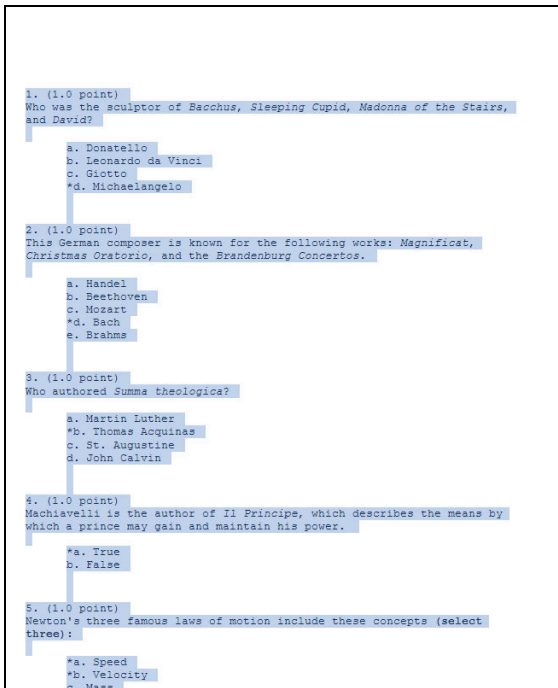 1. (1.0 point)
Who was the sculptor of Bacchus, Sleeping Cupid, Madonna of the Stairs,
and David?
a. Donatello
b. Leonardo da Vinci
c. Giotto
*d. Michaelangelo
2. (1.0 point)
This German composer is known for the following works: Magnificat,
Christmas Oratorio, and the Brandenburg Concertos.
a. Handel
b. Beethoven
c. Mozart
*d. Bach
e. Brahms
3. (1.0 point)
Who authored Summa theologica?
a. Martin Luther
*b. Thomas Acquinas
c. St. Augustine
d. John Calvin
4. (1.0 point)
Machiavelli is the author of Il Principe, which describes the means by
which a prince may gain and maintain his power.
*a. True
b. False
5. (1.0 point)
Newton's three famous laws of motion include these concepts (select
three):
*a. Speed
*b. Velocity
c. Mass